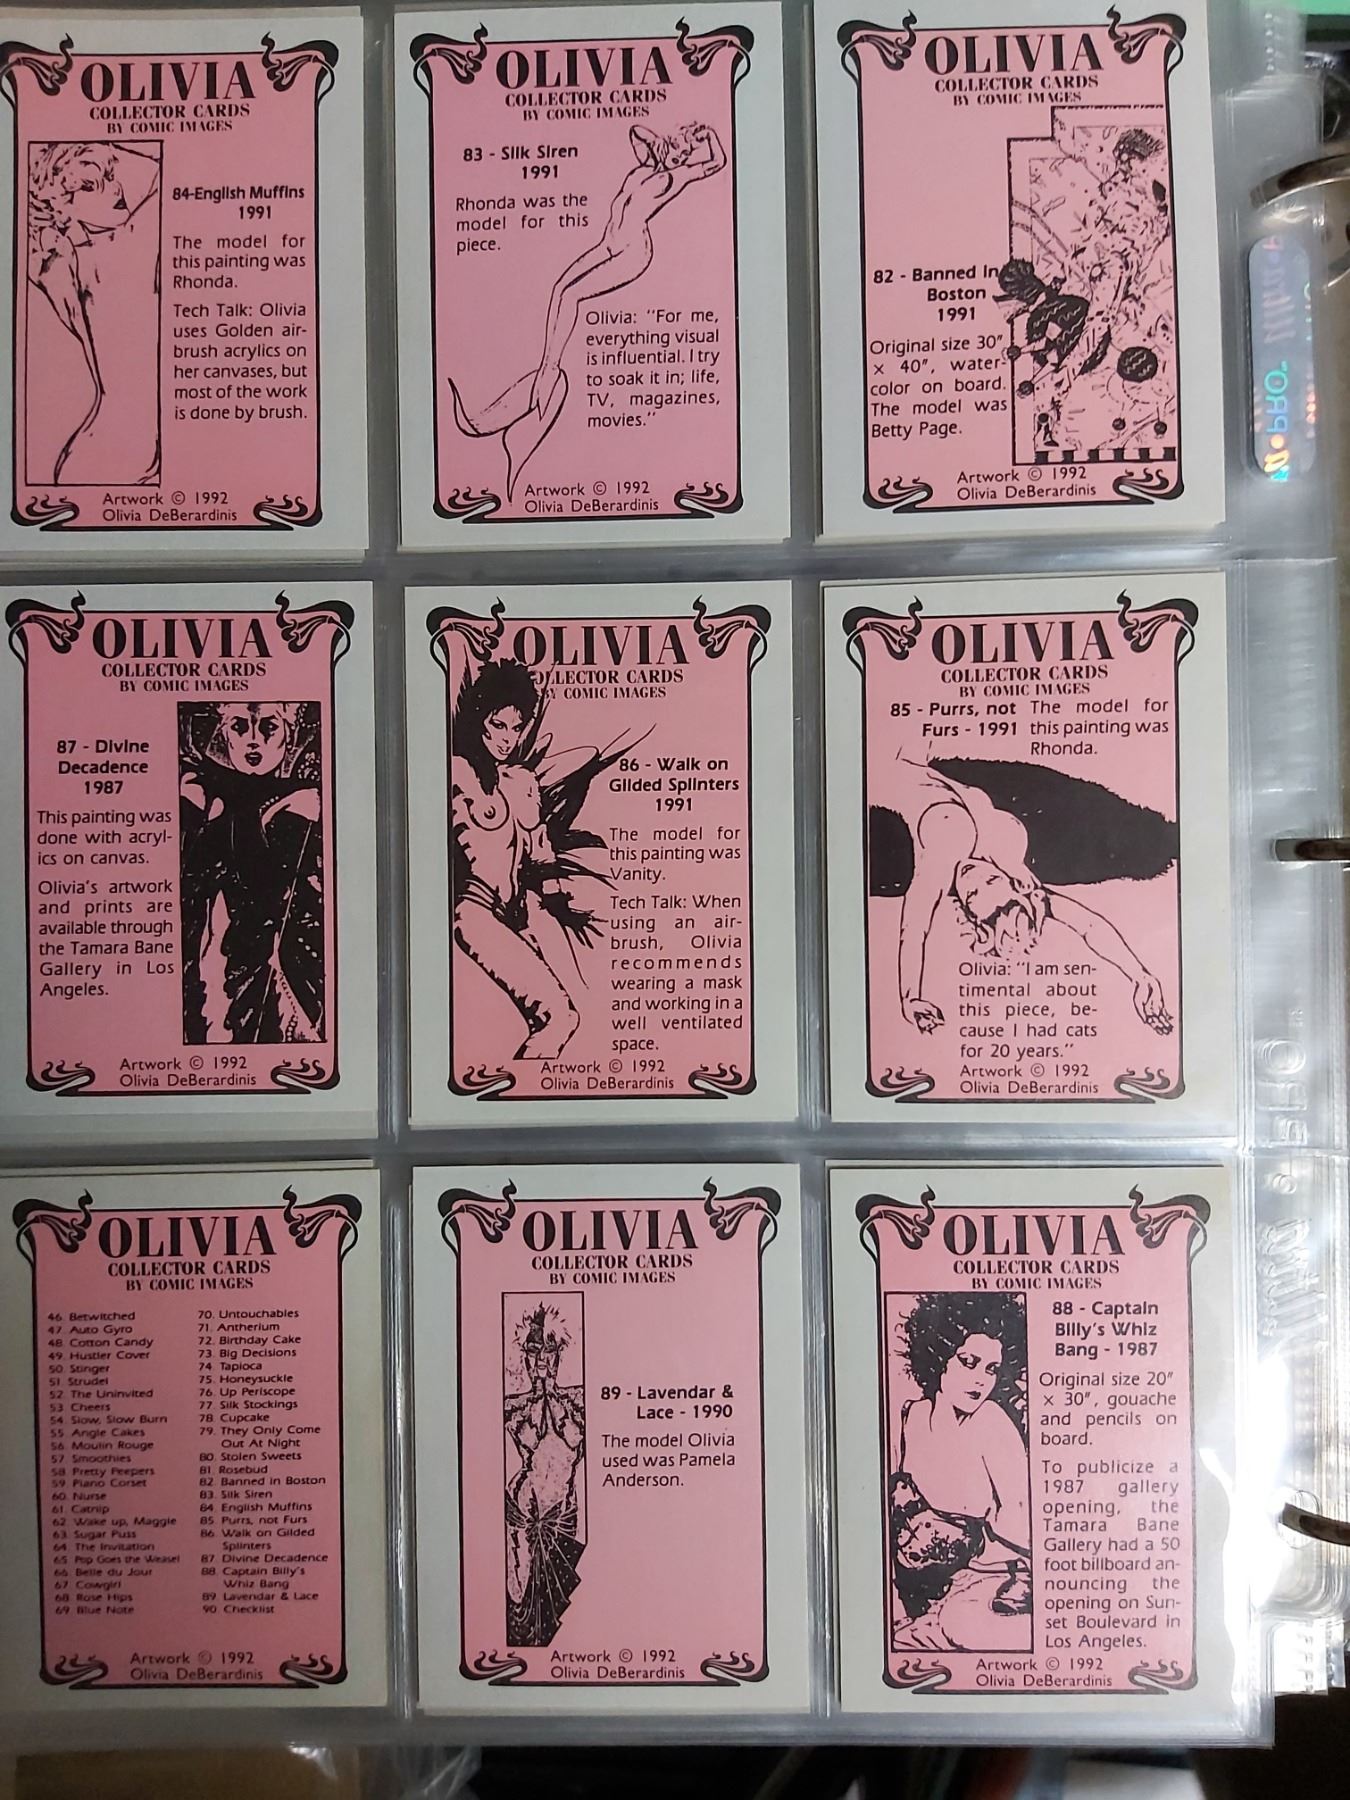 OLIVIA
COLLECTOR CARDS
BY COMIC IMAGES
84-English Muffins
1991
The model for
this painting was
Rhonda.
Tech Talk: Olivia
uses Golden air-
brush acrylics on
her canvases, but
most of the work
is done by brush.
Artwork © 1992
Olivia DeBerardinis
OLIVIA
COLLECTOR CARDS
BY COMIC IMAGES
83 - Silk Siren
1991
Rhonda was the
model for this
piece.
Olivia: "For me,
everything visual
is influential. I try
to soak it in; life,
TV, magazines,
movies."
Artwork © 1992
Olivia DeBerardinis
OLIVIA
COLLECTOR CARDS
BY COMIC IMAGES
82 - Banned In
Boston
1991
Original size 30"
× 40", water-
color on board.
The model was
Betty Page.
Artwork © 1992
Olivia DeBerardinis
OLIVIA
COLLECTOR CARDS
BY COMIC IMAGES
87 - Divine
Decadence
1987
This painting was
done with acryl-
ics on canvas.
Olivia's artwork
and prints are
available through
the Tamara Bane
Gallery in Los
Angeles.
Artwork © 1992
Olivia DeBerardinis
OLIVIA
COLLECTOR CARDS
BY COMIC IMAGES
86 - Walk on
Gilded Splinters
1991
The model for
this painting was
Vanity.
Tech Talk: When
using an air-
brush, Olivia
recommends
wearing a mask
and working in a
well ventilated
space.
Artwork © 1992
Olivia DeBerardinis
OLIVIA
COLLECTOR CARDS
BY COMIC IMAGES
85 - Purrs, not
Furs - 1991
The model for
this painting was
Rhonda.
Olivia: "I am sen-
timental about
this piece, be-
cause I had cats
for 20 years."
Artwork © 1992
Olivia DeBerardinis
OLIVIA
COLLECTOR CARDS
BY COMIC IMAGES
46. Betwitched
47. Auto Gyro
48. Cotton Candy
49. Hustler Cover
50. Stinger
51. Strudel
52. The Uninvited
53. Cheers
54. Slow, Slow Burn
55. Angle Cakes
56. Moulin Rouge
57. Smoothies
58. Pretty Peepers
59. Piano Corset
60. Nurse
61. Catnip
62. Wake up, Maggie
63. Sugar Puss
64. The Invitation
65. Pop Goes the Weasel
66. Belle du Jour
67. Cowgirl
68. Rose Hips
69. Blue Note
70. Untouchables
71. Antherium
72. Birthday Cake
73. Big Decisions
74. Tapioca
75. Honeysuckle
76. Up Periscope
77. Silk Stockings
78. Cupcake
79. They Only Come
Out At Night
80. Stolen Sweets
81. Rosebud
82. Banned in Boston
83. Silk Siren
84. English Muffins
85. Purrs, not Furs
86. Walk on Gilded
Splinters
87. Divine Decadence
88. Captain Billy's
Whiz Bang
89. Lavendar & Lace
90. Checklist
Artwork © 1992
Olivia DeBerardinis
OLIVIA
COLLECTOR CARDS
BY COMIC IMAGES
89 - Lavendar &
Lace - 1990
The model Olivia
used was Pamela
Anderson.
Artwork © 1992
Olivia DeBerardinis
OLIVIA
COLLECTOR CARDS
BY COMIC IMAGES
88 - Captain
Billy's Whiz
Bang - 1987
Original size 20"
× 30", gouache
and pencils on
board.
To publicize a
1987 gallery
opening, the
Tamara Bane
Gallery had a 50
foot billboard an-
nouncing the
opening on Sun-
set Boulevard in
Los Angeles.
Artwork © 1992
Olivia DeBerardinis